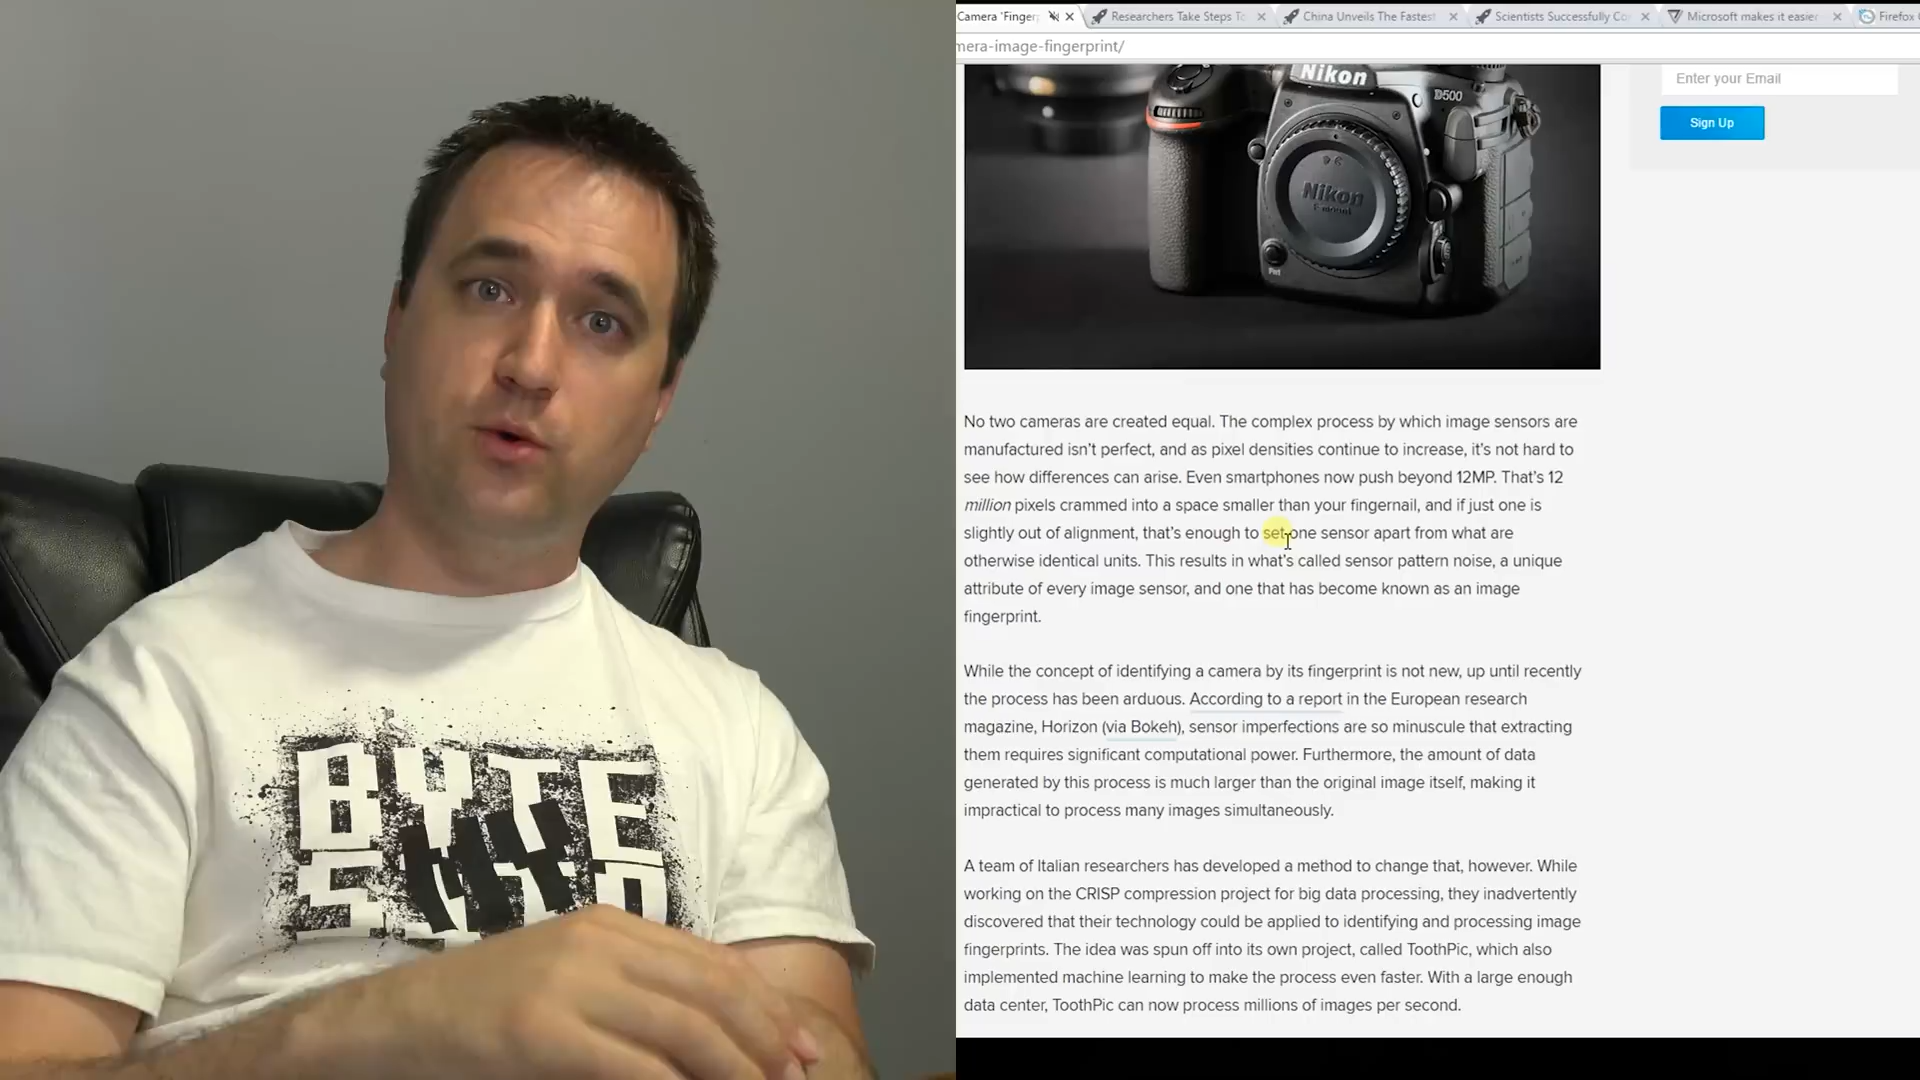 BYTE
Camera 'Finger
Researchers Take Steps To
China Unveils The Fastest
Scientists Successfully Co
Microsoft makes it easier
Firefox
mera-image-fingerprint/
Nikon
D500
Nikon
Enter your Email
Sign Up
No two cameras are created equal. The complex process by which image sensors are
manufactured isn't perfect, and as pixel densities continue to increase, it's not hard to
see how differences can arise. Even smartphones now push beyond 12MP. That's 12
million pixels crammed into a space smaller than your fingernail, and if just one is
slightly out of alignment, that's enough to set one sensor apart from what are
otherwise identical units. This results in what's called sensor pattern noise, a unique
attribute of every image sensor, and one that has become known as an image
fingerprint.
While the concept of identifying a camera by its fingerprint is not new, up until recently
the process has been arduous. According to a report in the European research
magazine, Horizon (via Bokeh), sensor imperfections are so minuscule that extracting
them requires significant computational power. Furthermore, the amount of data
generated by this process is much larger than the original image itself, making it
impractical to process many images simultaneously.
A team of Italian researchers has developed a method to change that, however. While
working on the CRISP compression project for big data processing, they inadvertently
discovered that their technology could be applied to identifying and processing image
fingerprints. The idea was spun off into its own project, called ToothPic, which also
implemented machine learning to make the process even faster. With a large enough
data center, ToothPic can now process millions of images per second.